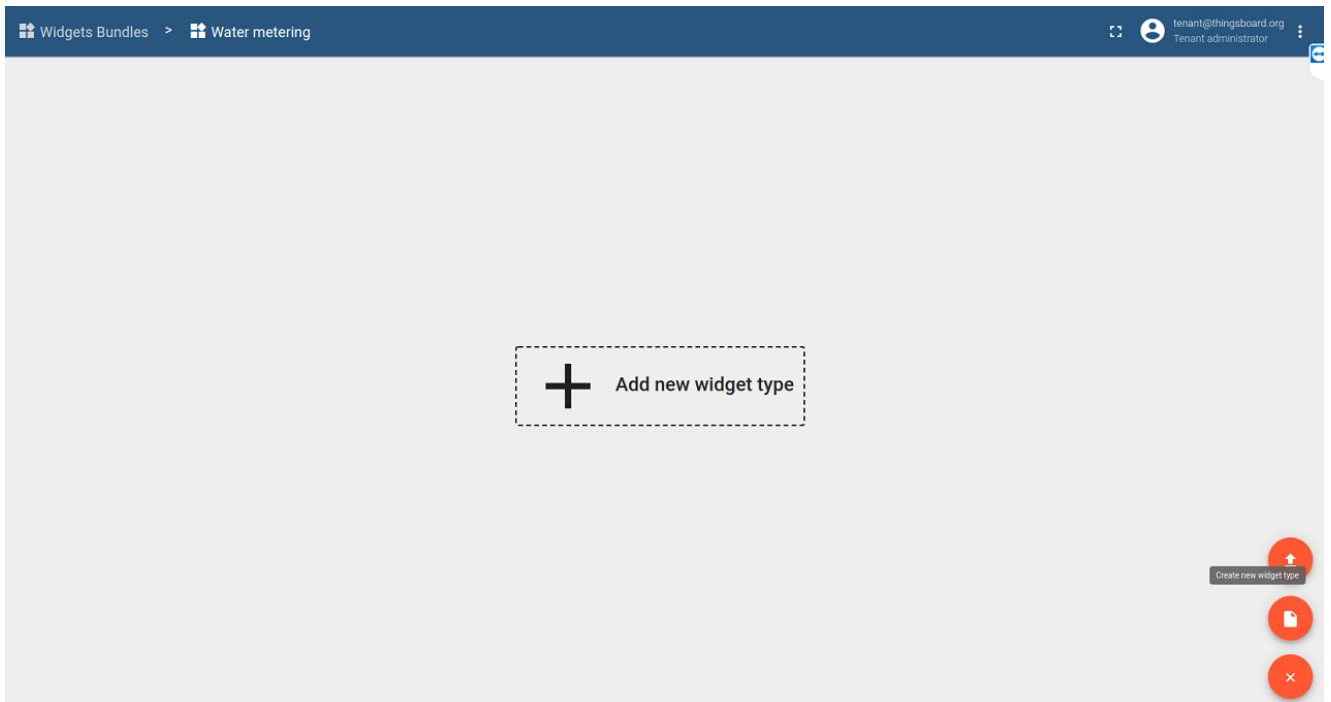 Widgets Bundles > Water metering
tenant@thingsboard.org
Tenant administrator
Add new widget type
Create new widget type